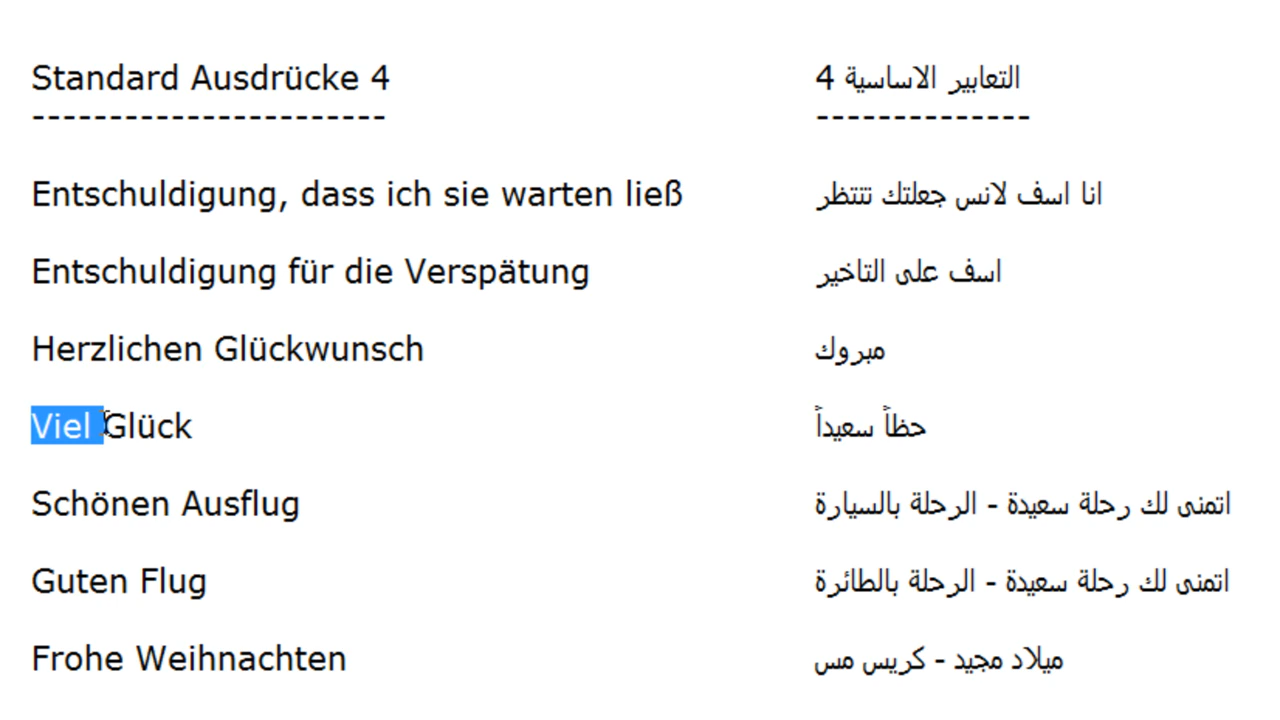 Standard Ausdrücke 4
التعابير الاساسية 4
-----------------------
--------------
Entschuldigung, dass ich sie warten ließ
انا اسف لانس جعلتك تنتظر
Entschuldigung für die Verspätung
اسف على التاخير
Herzlichen Glückwunsch
مبروك
Viel Glück
حظاً سعيداً
Schönen Ausflug
اتمنى لك رحلة سعيدة - الرحلة بالسيارة
Guten Flug
اتمنى لك رحلة سعيدة - الرحلة بالطائرة
Frohe Weihnachten
ميلاد مجيد - كريس مس